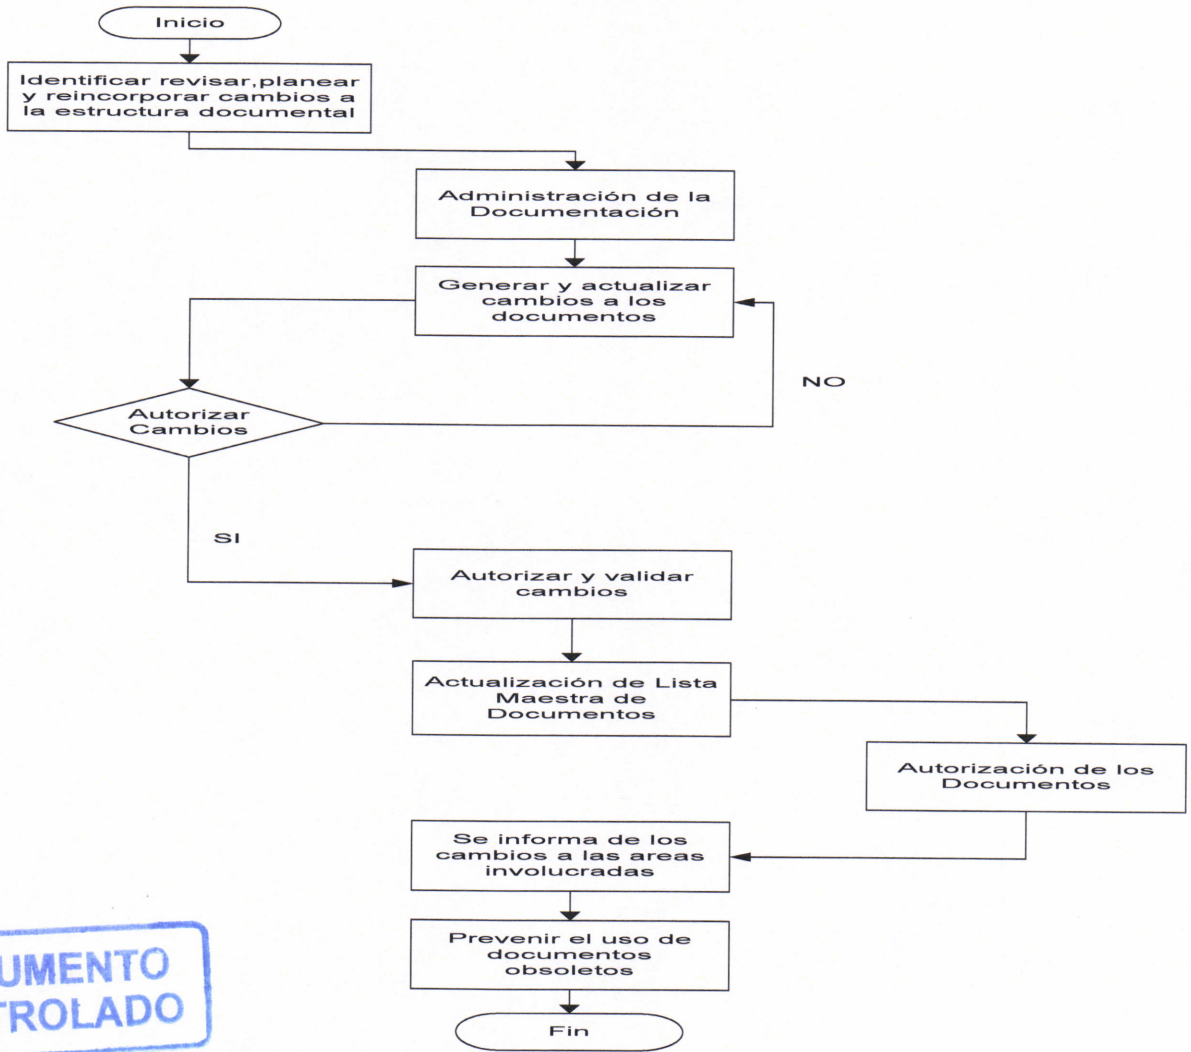 Inicio
Identificar revisar,planear
y reincorporar cambios a
la estructura documental
Administración de la
Documentación
Generar y actualizar
cambios a los
documentos
NO
Autorizar
Cambios
SI
Autorizar y validar
cambios
Actualización de Lista
Maestra de
Documentos
Autorización de los
Documentos
Se informa de los
cambios a las areas
involucradas
Prevenir el uso de
documentos
obsoletos
Fin
UMENTO
TROLADO